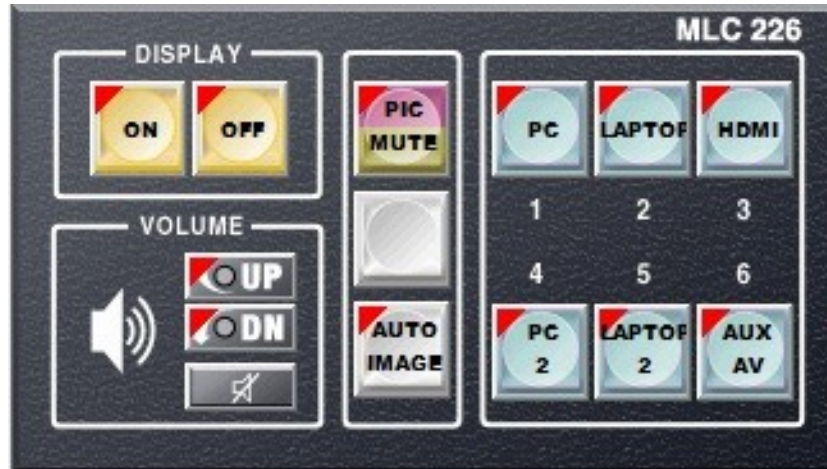 MLC 226
DISPLAY
ON
OFF
PIC
MUTE
PC
LAPTOP
HDMI
1
2
3
VOLUME
UP
DN
4
5
6
AUTO
IMAGE
PC
2
LAPTOP
2
AUX
AV